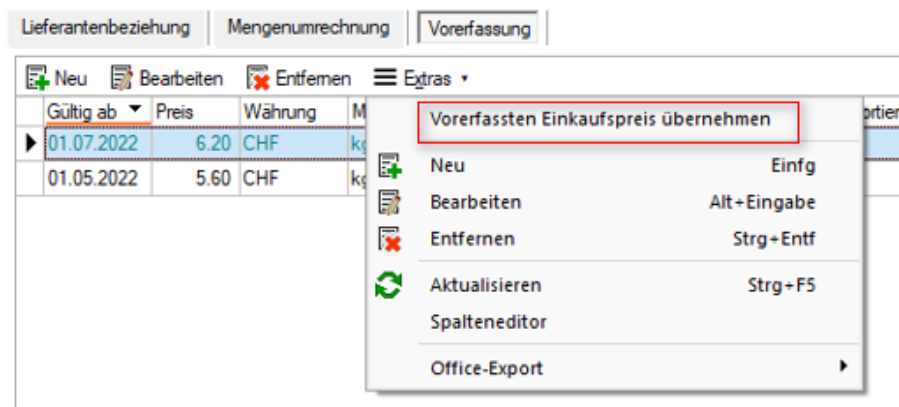 Lieferantenbeziehung Mengenumrechnung Vorerfassung
Neu Bearbeiten Entfernen Extras
Gültig ab Preis Währung
01.07.2022 6.20 CHF
01.05.2022 5.60 CHF
Vorerfassten Einkaufspreis übernehmen
Neu Einfg
Bearbeiten Alt+Eingabe
Entfernen Strg+Entf
Aktualisieren Strg+F5
Spalteneditor
Office-Export